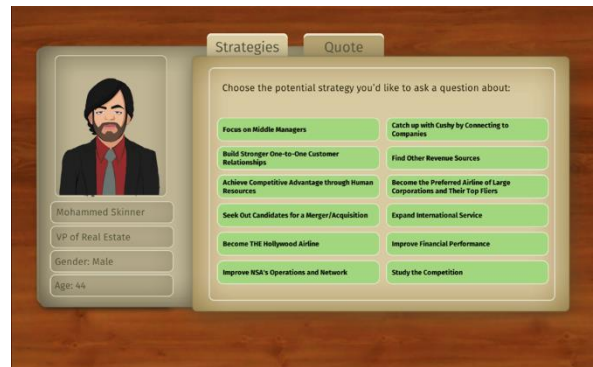 Strategies
Quote
Mohammed Skinner
VP of Real Estate
Gender: Male
Age: 44
Choose the potential strategy you'd like to ask a question about:
Focus on Middle Managers
Catch up with Cushy by Connecting to
Companies
Build Stronger One-to-One Customer
Relationships
Find Other Revenue Sources
Achieve Competitive Advantage through Human
Resources
Become the Preferred Airline of Large
Corporations and Their Top Fliers
Seek Out Candidates for a Merger/Acquisition
Expand International Service
Become THE Hollywood Airline
Improve Financial Performance
Improve NSA's Operations and Network
Study the Competition